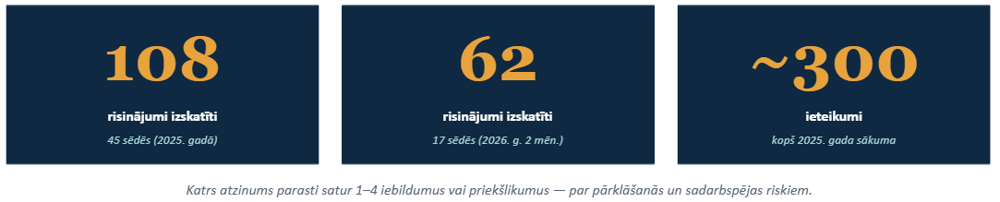 108
risinājumi izskatīti
45 sēdēs (2025. gadā)
62
risinājumi izskatīti
17 sēdēs (2026. g. 2 mēn.)
~300
ieteikumi
kopš 2025. gada sākuma
Katrs atzinums parasti satur 1–4 iebildumus vai priekšlikumus — par pārklāšanās un sadarbspējas riskiem.